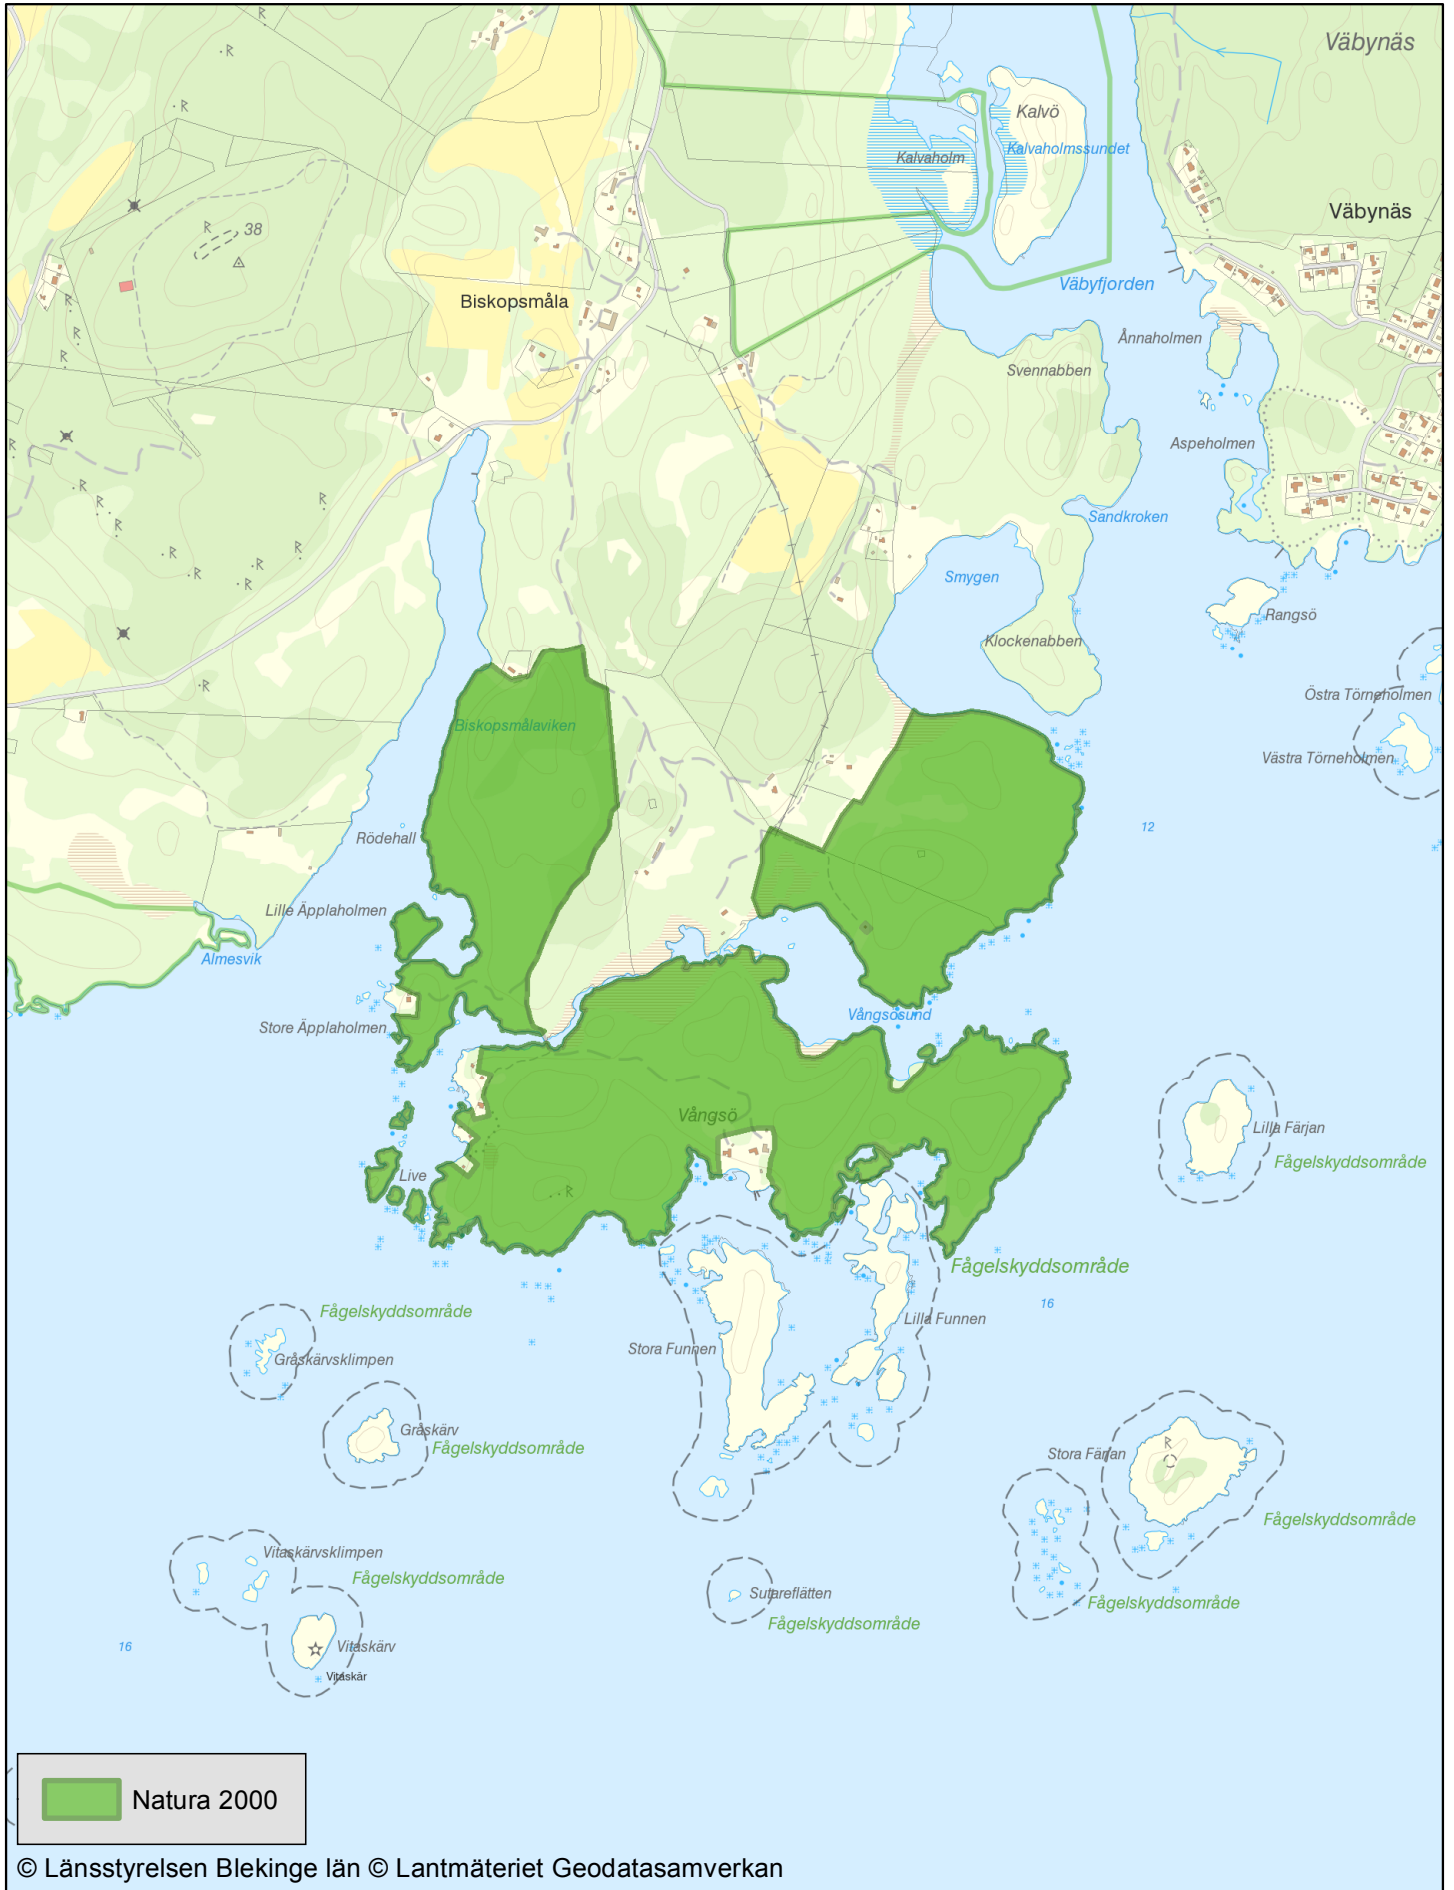 Väbynäs
Kalvö
Kalvaholmssundet
Kalvaholm
Väbynäs
38
Väbyfjorden
Biskopsmåla
Ånnaholmen
Svennabben
Aspeholmen
Sandkroken
Smygen
Rangsö
Klockenabben
Östra Törneholmen
Biskopsmålaviken
Västra Törneholmen
12
Rödehall
Lille Äpplaholmen
Almesvik
Vångsösund
Store Äpplaholmen
Vångsö
Lilla Färjan
Fågelskyddsområde
Live
Fågelskyddsområde
16
Fågelskyddsområde
Lilla Funnen
Stora Funnen
Gråskärvsklimpen
Gråskärv
Fågelskyddsområde
Stora Färjan
Fågelskyddsområde
Vitaskärvsklimpen
Fågelskyddsområde
Sutareflätten
Fågelskyddsområde
Fågelskyddsområde
16
Vitaskärv
Vitaskär
Natura 2000
© Länsstyrelsen Blekinge län © Lantmäteriet Geodatasamverkan